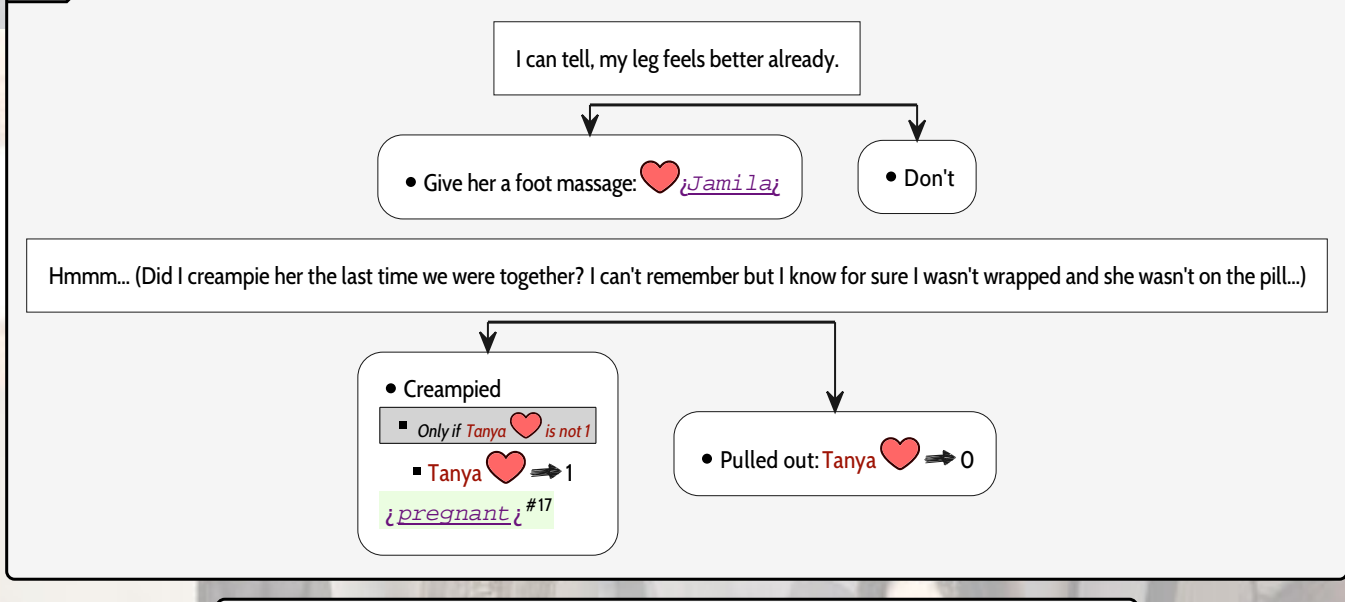 I can tell, my leg feels better already.
Give her a foot massage: ¿Jamila¿
Don't
Hmmm... (Did I creampie her the last time we were together? I can't remember but I know for sure I wasn't wrapped and she wasn't on the pill...)
Creampied
Only if Tanya is not 1
Tanya 1
¿pregnant¿ #17
Pulled out: Tanya 0